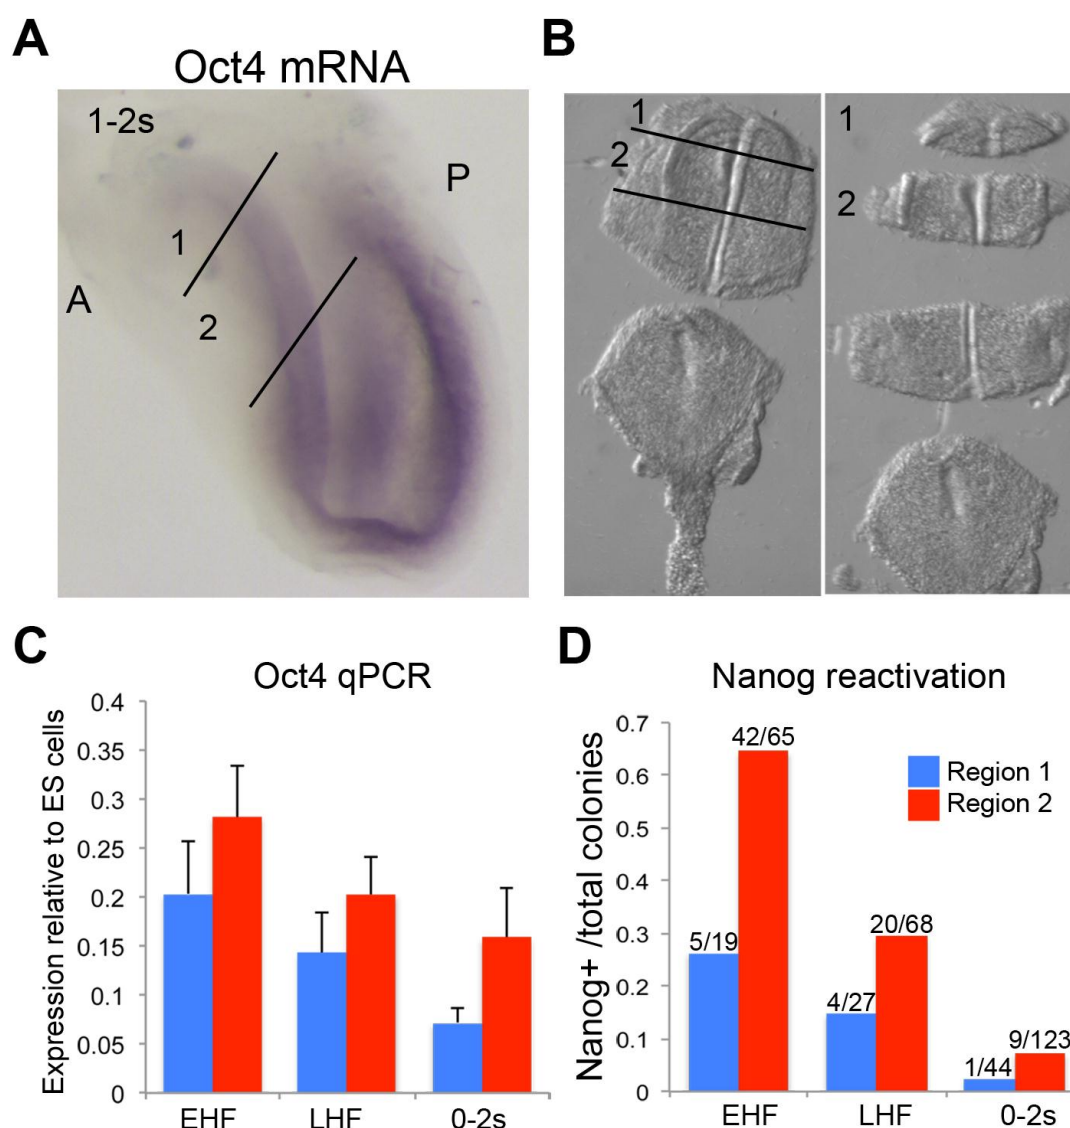 A
Oct4 mRNA
1-2s
P
1
A
2
B
1
2
1
2
C
Oct4 qPCR
Expression relative to ES cells
0.4
0.35
0.3
0.25
0.2
0.15
0.1
0.05
0
EHF
LHF
0-2s
D
Nanog reactivation
Nanog+ /total colonies
0.7
0.6
0.5
0.4
0.3
0.2
0.1
0
42/65
5/19
20/68
4/27
9/123
1/44
Region 1
Region 2
EHF
LHF
0-2s